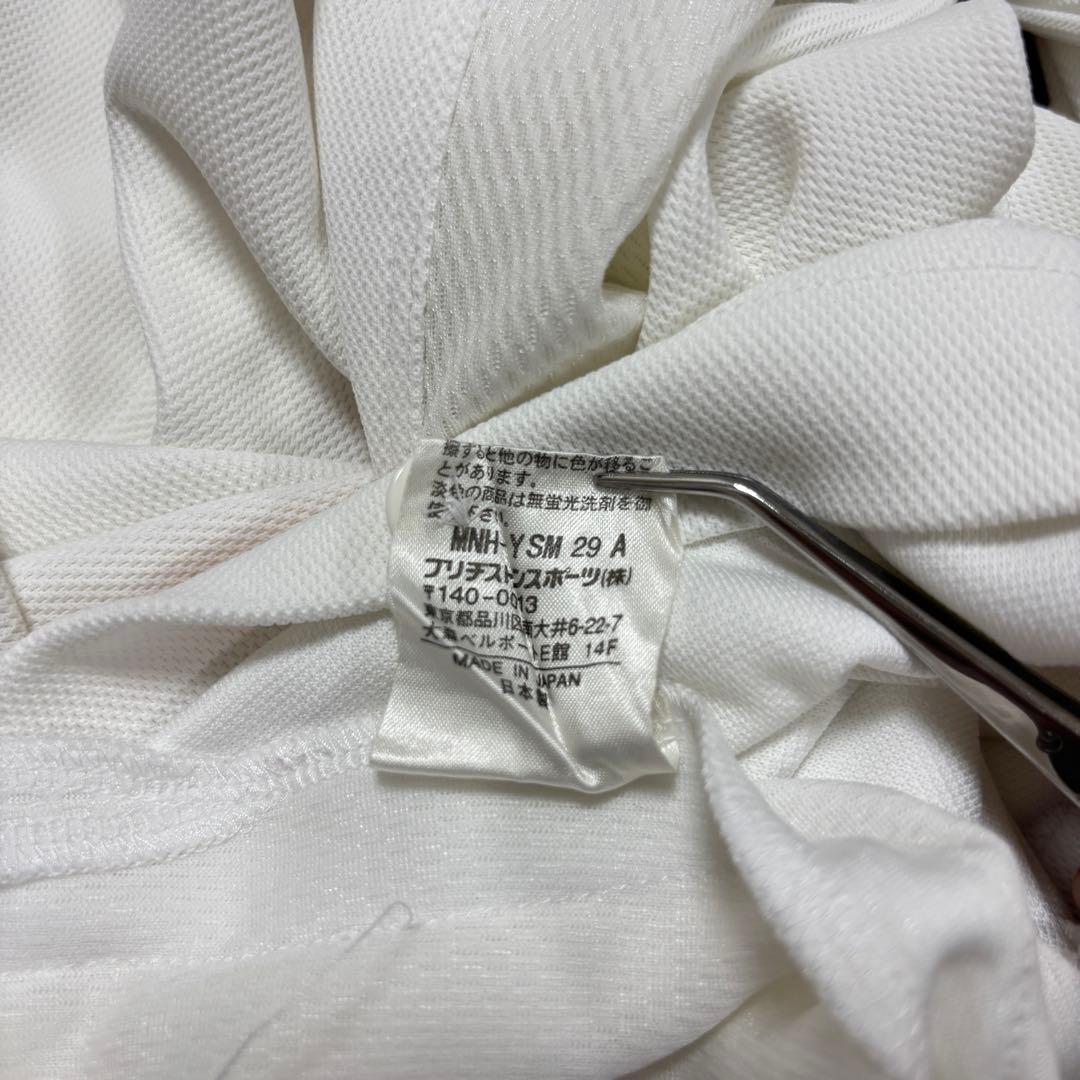 擦すると他の物に色が移るこ
とがあります。
淡色の商品は無蛍光洗剤を御
下さい。
MNH-YSM 29 A
ブリヂストンスポーツ(株)
〒140-0013
東京都品川区南大井6-22-7
大森ベルポートE館 14F
MADE IN JAPAN
日本製